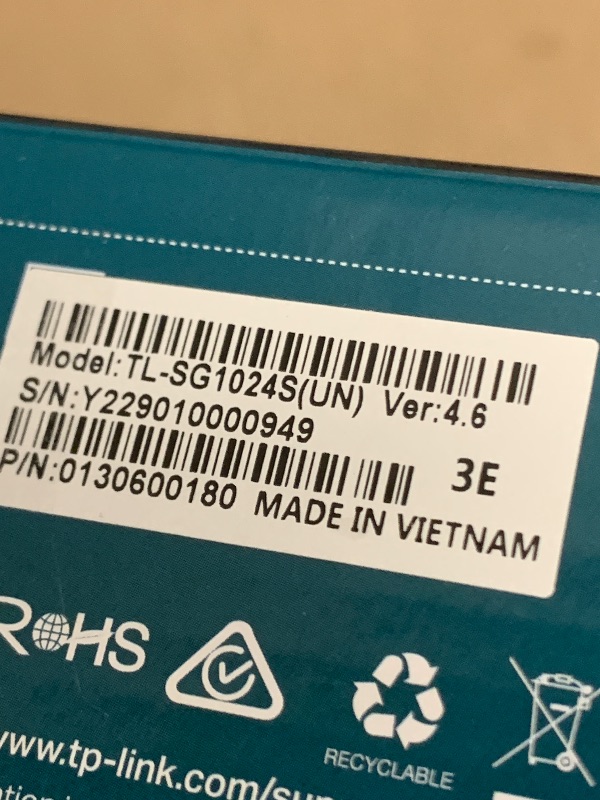 Model:TL-SG1024S(UN) Ver:4.6
S/N:Y229010000949
3E
P/N:0130600180 MADE IN VIETNAM
RoHS
RECYCLABLE
www.tp-link.com/sup